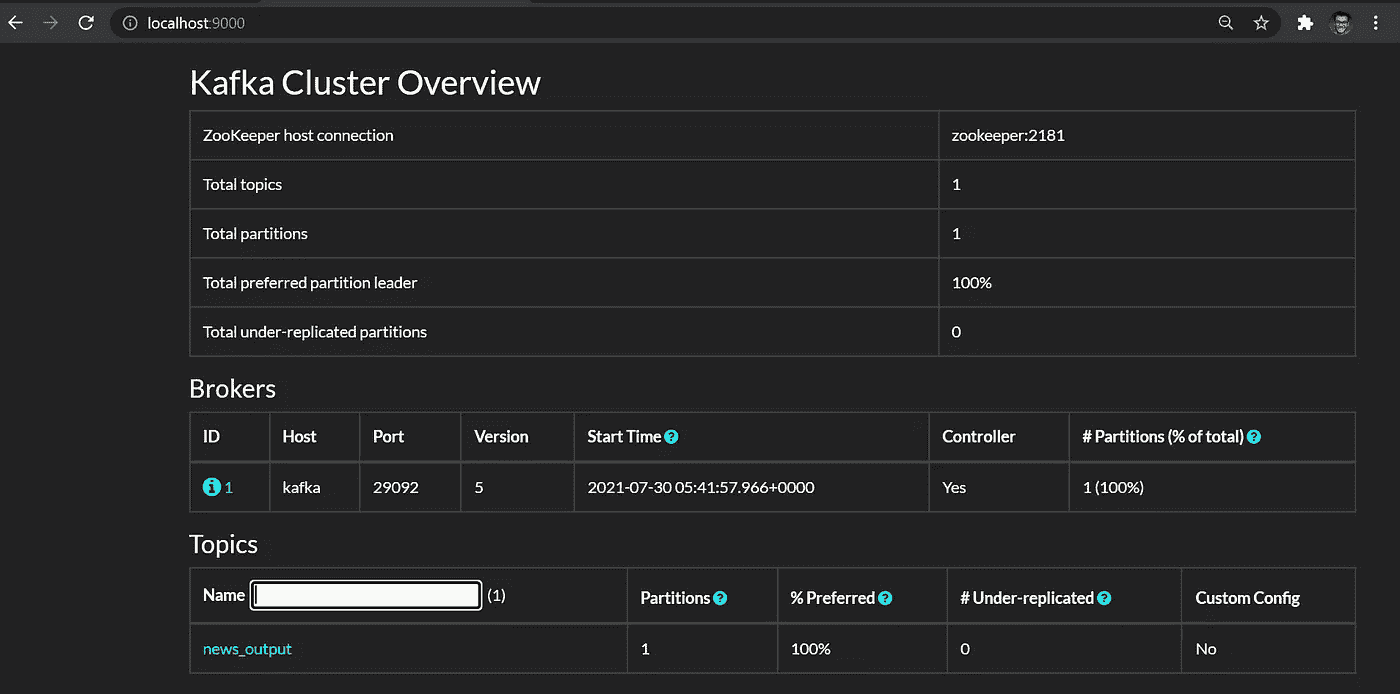 localhost:9000
Kafka Cluster Overview
ZooKeeper host connection zookeeper:2181
Total topics 1
Total partitions 1
Total preferred partition leader 100%
Total under-replicated partitions 0
Brokers
ID Host Port Version Start Time ? Controller # Partitions (% of total) ?
i 1 kafka 29092 5 2021-07-30 05:41:57.966+0000 Yes 1 (100%)
Topics
Name (1) Partitions ? % Preferred ? # Under-replicated ? Custom Config
news_output 1 100% 0 No